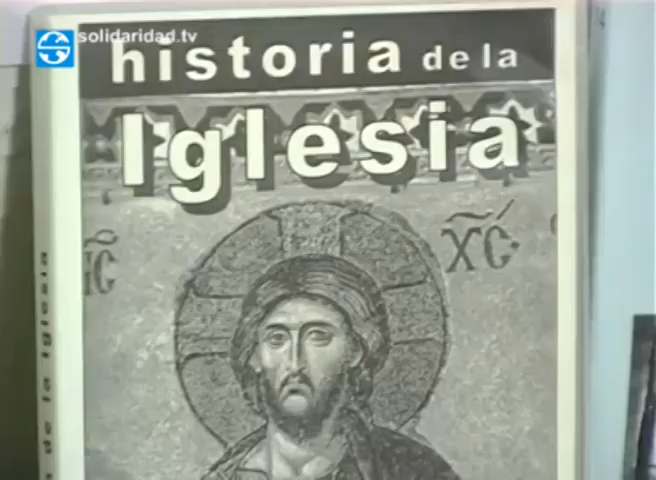 solidaridad.tv
historia de la
Iglesia
IC
XC
de la Iglesia